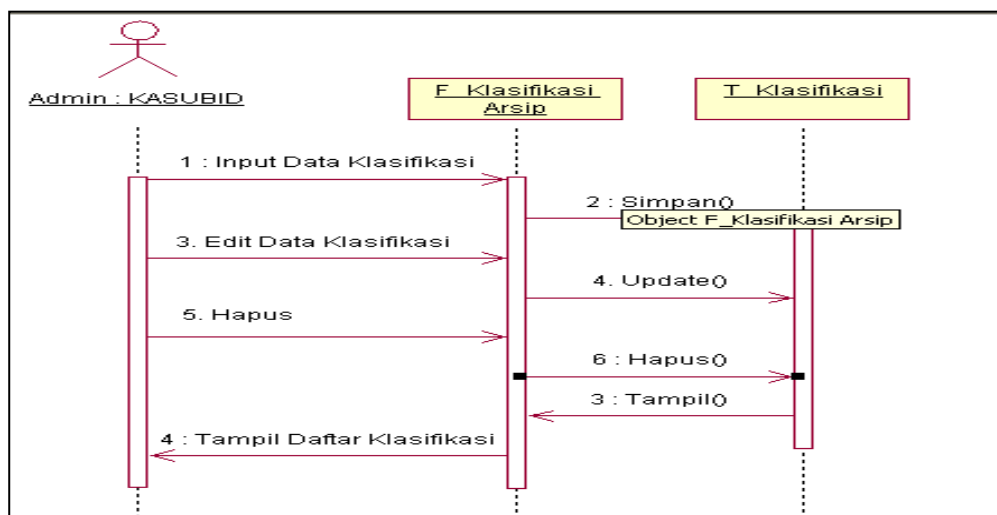 Admin : KASUBID
F_Klasifikasi
Arsip
T_Klasifikasi
1 : Input Data Klasifikasi
2 : Simpan()
Object F_Klasifikasi Arsip
3. Edit Data Klasifikasi
4. Update()
5. Hapus
6 : Hapus()
3 : Tampil()
4 : Tampil Daftar Klasifikasi